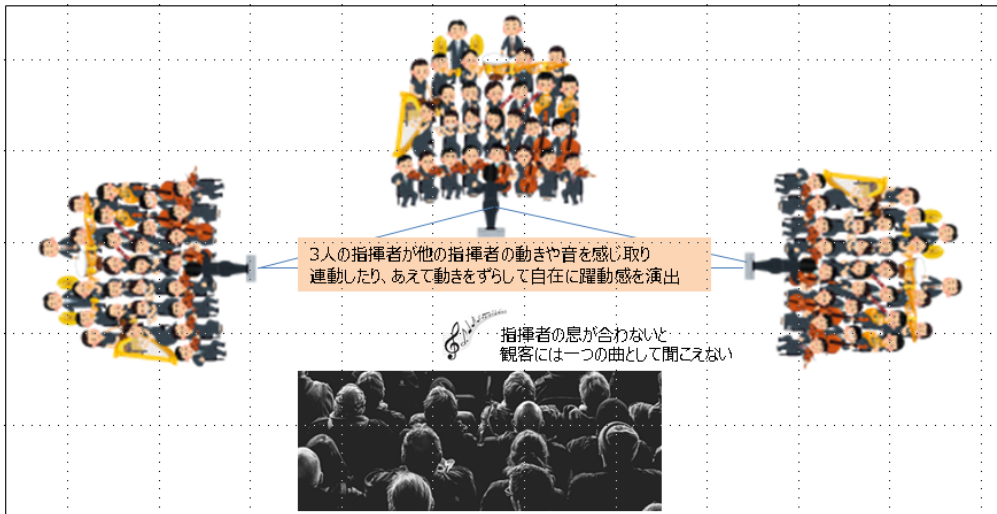 3人の指揮者が他の指揮者の動きや音を感じ取り
連動したり、あえて動きをずらして自在に躍動感を演出
指揮者の息が合わないと
観客には一つの曲として聞こえない